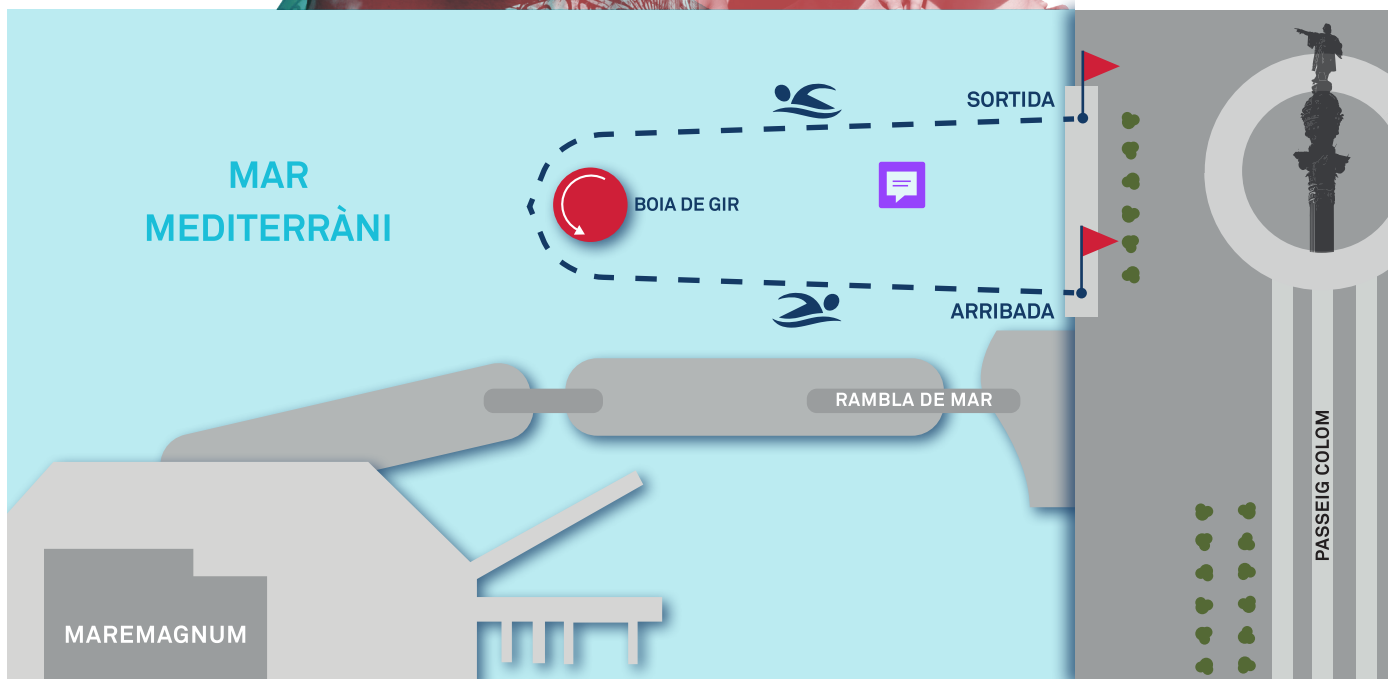 SORTIDA
MAR
MEDITERRÀNI
BOIA DE GIR
ARRIBADA
RAMBLA DE MAR
PASSEIG COLOM
MAREMAGNUM